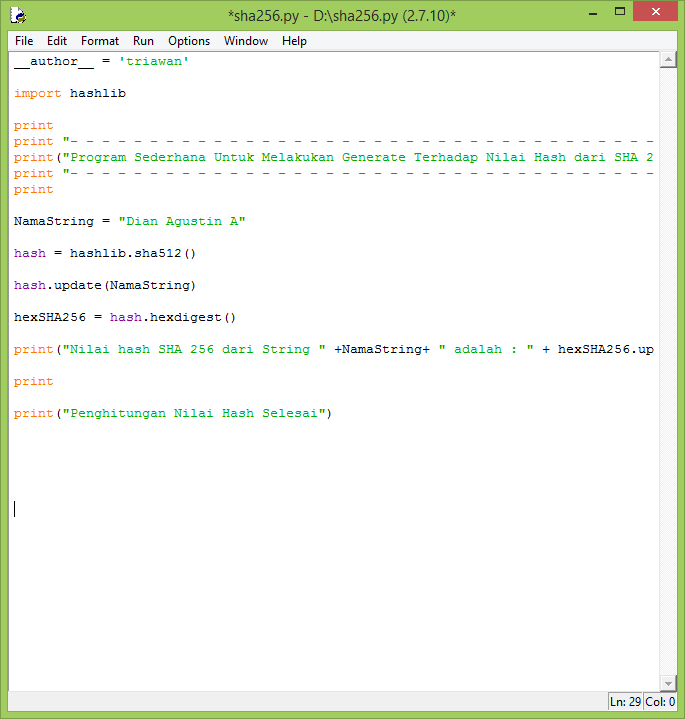 *sha256.py - D:\sha256.py (2.7.10)*
File Edit Format Run Options Window Help
__author__ = 'triawan'
import hashlib
print
print "- - - - - - - - - - - - - - - - - - - - - - - - - - - - - - - - - - - - -
print("Program Sederhana Untuk Melakukan Generate Terhadap Nilai Hash dari SHA 2
print "- - - - - - - - - - - - - - - - - - - - - - - - - - - - - - - - - - - - -
print
NamaString = "Dian Agustin A"
hash = hashlib.sha512()
hash.update(NamaString)
hexSHA256 = hash.hexdigest()
print("Nilai hash SHA 256 dari String " +NamaString+ " adalah : " + hexSHA256.up
print
print("Penghitungan Nilai Hash Selesai")
Ln: 29 Col: 0